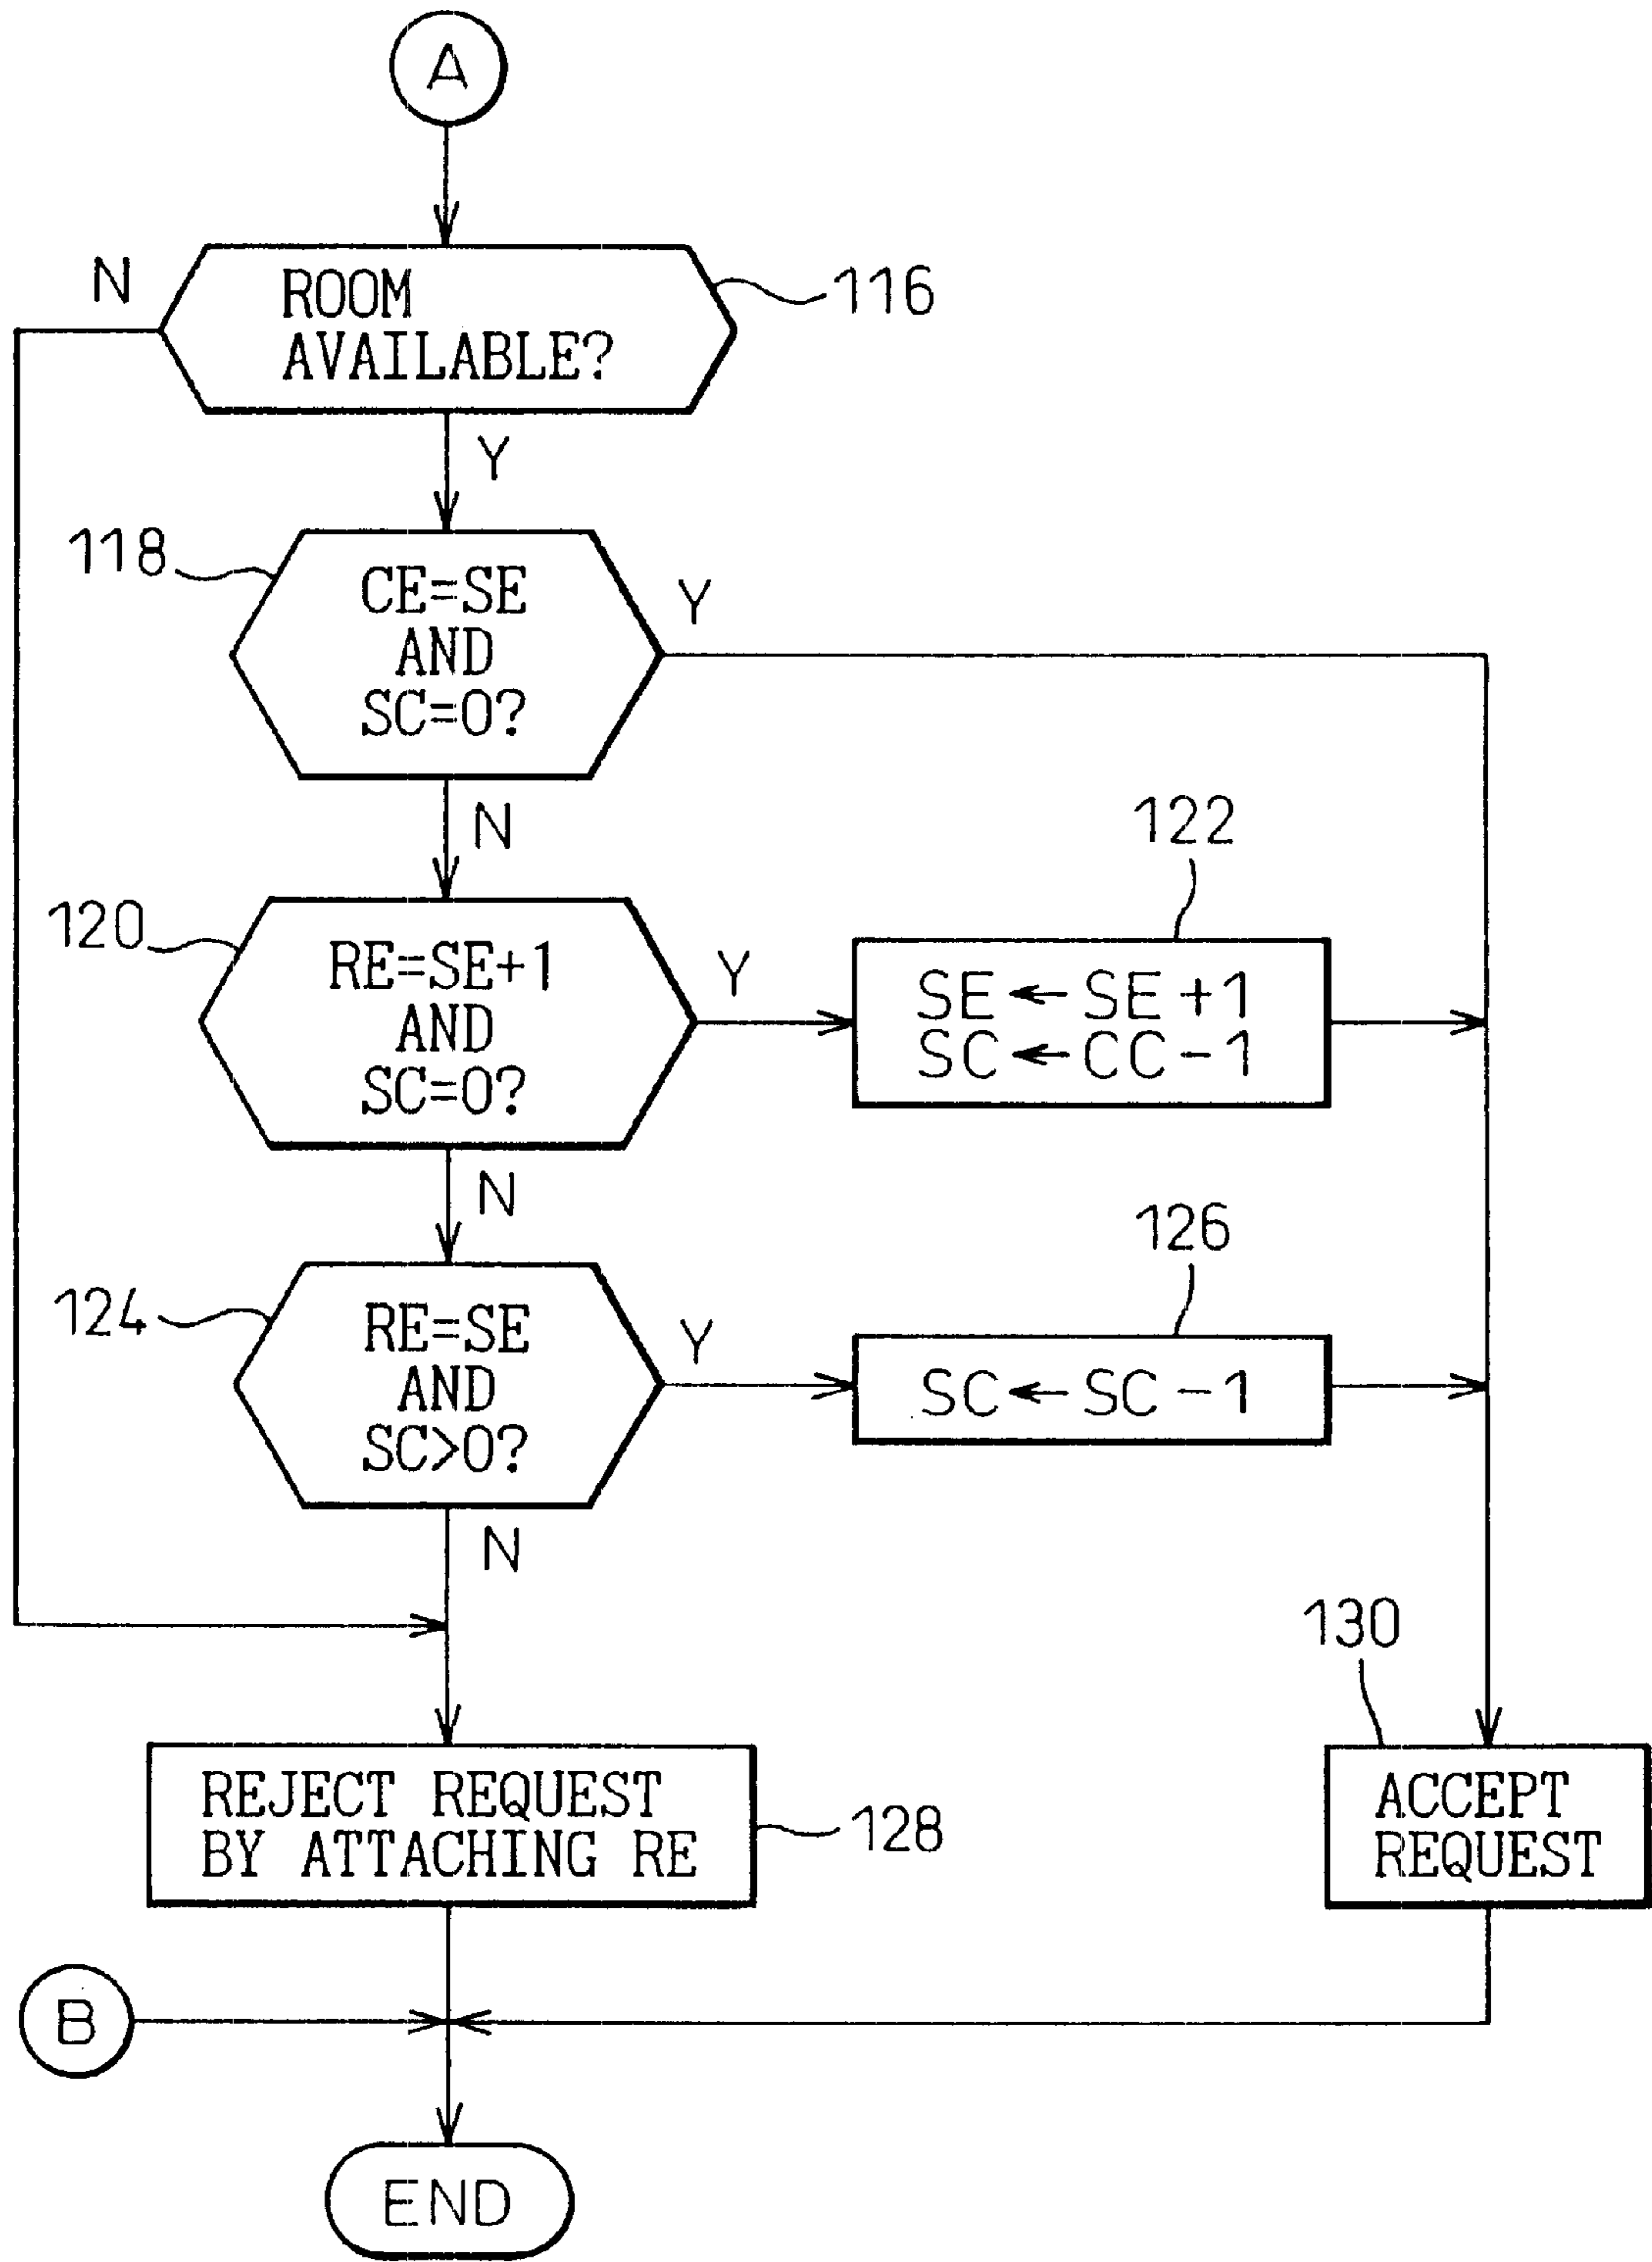 A
N
ROOM
AVAILABLE?
116
Y
118
CE=SE
AND
SC=0?
Y
N
122
120
RE=SE+1
AND
SC=0?
Y
SE←SE+1
SC←CC-1
N
126
124
RE=SE
AND
SC>0?
Y
SC←SC-1
N
130
REJECT REQUEST
BY ATTACHING RE
128
ACCEPT
REQUEST
B
END